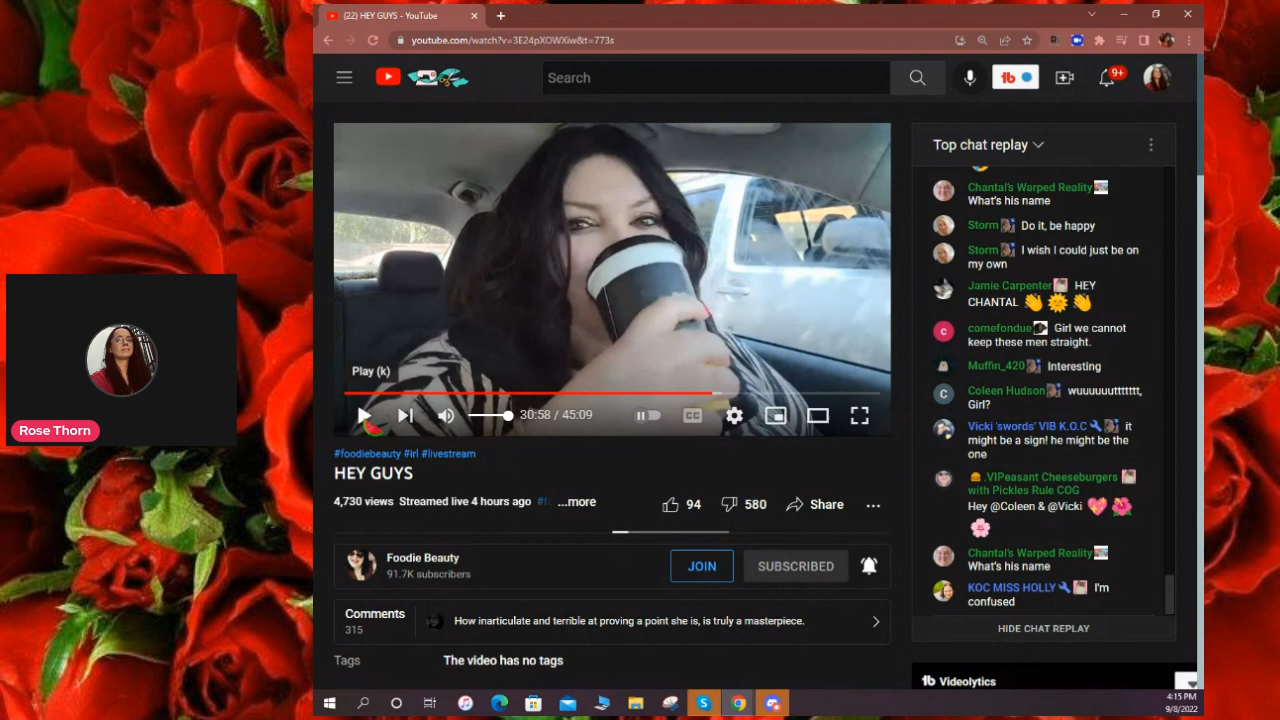 (22) HEY GUYS - YouTube
youtube.com/watch?v=3E24pXOWXiw&t=773s
Search
9+
Top chat replay
Chantal's Warped Reality
What's his name
Storm Do it, be happy
Storm I wish I could just be on
my own
Jamie Carpenter HEY
CHANTAL
comefondue Girl we cannot
keep these men straight.
Muffin_420 Interesting
Coleen Hudson wuuuuuuttttttt,
Girl?
Vicki 'swords' VIB K.O.C it
might be a sign! he might be the
one
.VIPeasant Cheeseburgers
with Pickles Rule COG
Hey @Coleen & @Vicki
Chantal's Warped Reality
What's his name
KOC MISS HOLLY I'm
confused
HIDE CHAT REPLAY
Play (k)
30:58 / 45:09
CC
#foodiebeauty #irl #livestream
HEY GUYS
4,730 views Streamed live 4 hours ago ...more
94
580
Share
Foodie Beauty
91.7K subscribers
JOIN
SUBSCRIBED
Comments
315
How inarticulate and terrible at proving a point she is, is truly a masterpiece.
Tags
The video has no tags
Videolytics
Rose Thorn
4:15 PM
9/8/2022